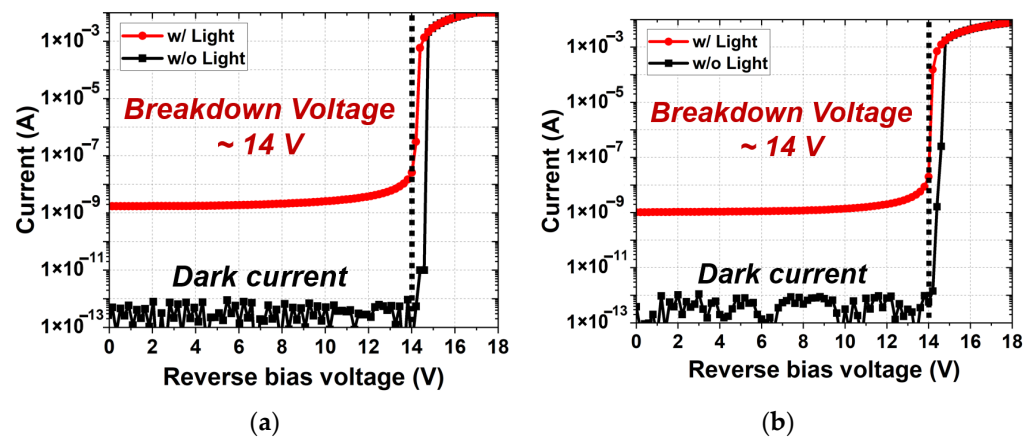 w/ Light
w/o Light
Breakdown Voltage
~ 14 V
Dark current
Current (A)
1×10⁻³
1×10⁻⁵
1×10⁻⁷
1×10⁻⁹
1×10⁻¹¹
1×10⁻¹³
0 2 4 6 8 10 12 14 16 18
Reverse bias voltage (V)
(a)
w/ Light
w/o Light
Breakdown Voltage
~ 14 V
Dark current
Current (A)
1×10⁻³
1×10⁻⁵
1×10⁻⁷
1×10⁻⁹
1×10⁻¹¹
1×10⁻¹³
0 2 4 6 8 10 12 14 16 18
Reverse bias voltage (V)
(b)